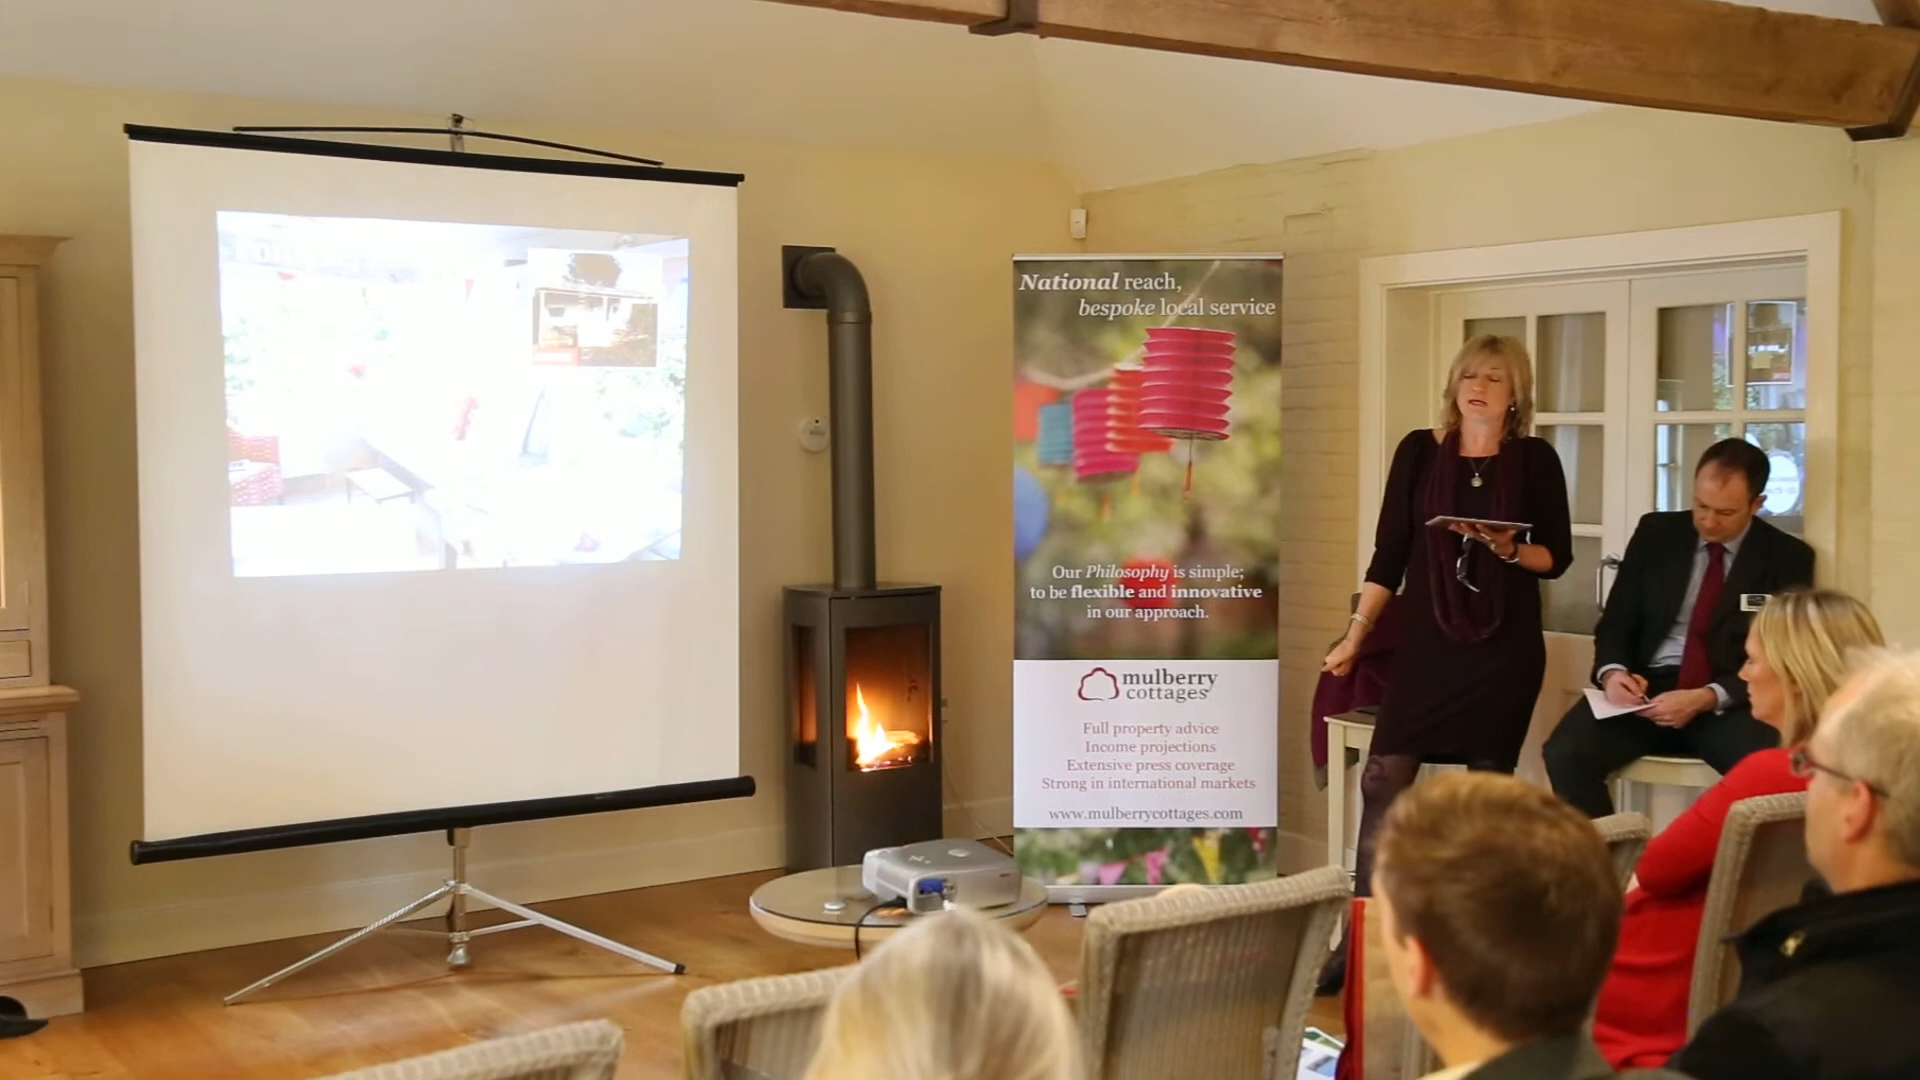 National reach,
bespoke local service
Our Philosophy is simple;
to be flexible and innovative
in our approach.
mulberry
cottages
Full property advice
Income projections
Extensive press coverage
Strong in international markets
www.mulberrycottages.com